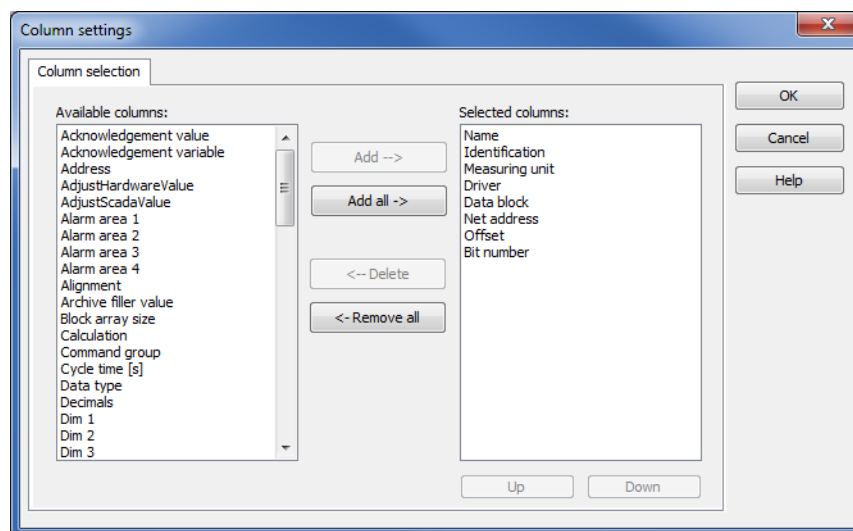 Column settings
Column selection
Available columns:
Acknowledgement value
Acknowledgement variable
Address
AdjustHardwareValue
AdjustScadaValue
Alarm area 1
Alarm area 2
Alarm area 3
Alarm area 4
Alignment
Archive filler value
Block array size
Calculation
Command group
Cycle time [s]
Data type
Decimals
Dim 1
Dim 2
Dim 3
Add -->
Add all ->
<-- Delete
<- Remove all
Selected columns:
Name
Identification
Measuring unit
Driver
Data block
Net address
Offset
Bit number
Up
Down
OK
Cancel
Help